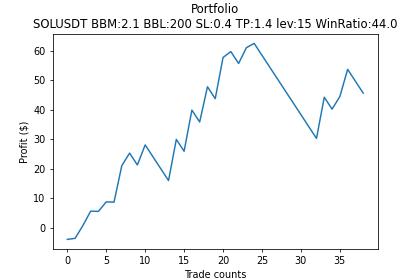 Portfolio
SOLUSDT BBM:2.1 BBL:200 SL:0.4 TP:1.4 lev:15 WinRatio:44.0
60
50
40
30
20
10
0
Profit ($)
0 5 10 15 20 25 30 35
Trade counts